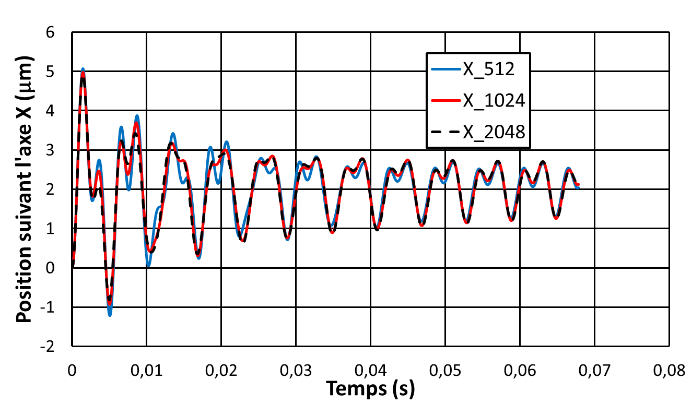 6
5
4
3
2
1
0
-1
-2
Position suivant l'axe X (µm)
X_512
X_1024
X_2048
0 0,01 0,02 0,03 0,04 0,05 0,06 0,07 0,08
Temps (s)